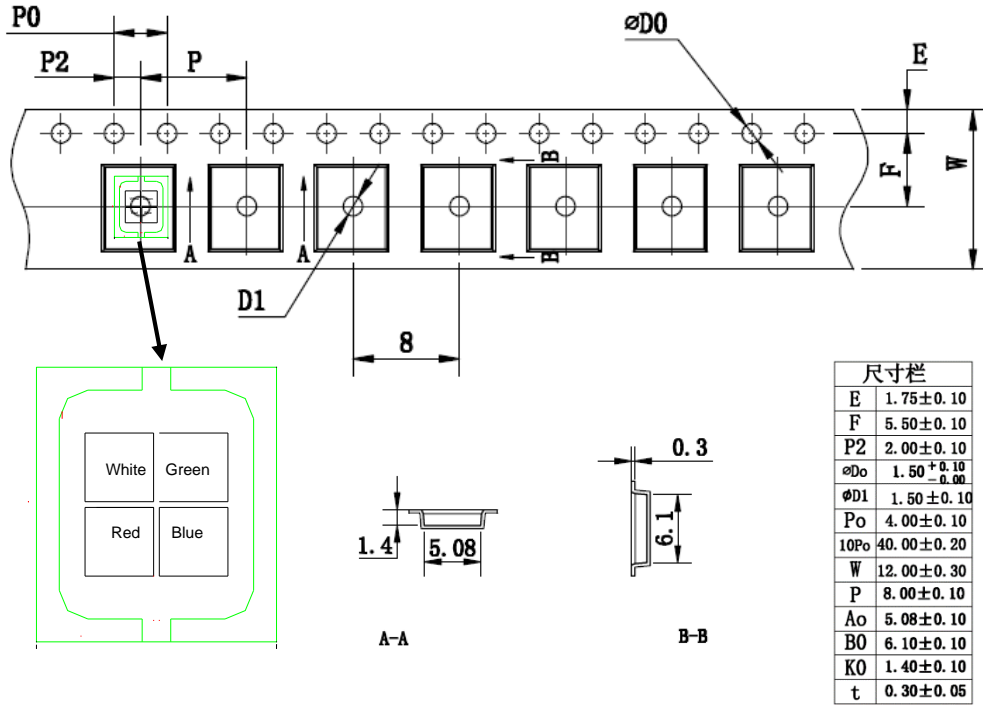 P0
⌀D0
P2
P
E
B
F
W
A
A
B
D1
8
White Green
Red Blue
0.3
1.4
5.08
6.1
A-A
B-B
尺寸栏
E 1.75±0.10
F 5.50±0.10
P2 2.00±0.10
⌀Do 1.50 +0.10 -0.00
ϕD1 1.50±0.10
Po 4.00±0.10
10Po 40.00±0.20
W 12.00±0.30
P 8.00±0.10
Ao 5.08±0.10
B0 6.10±0.10
K0 1.40±0.10
t 0.30±0.05